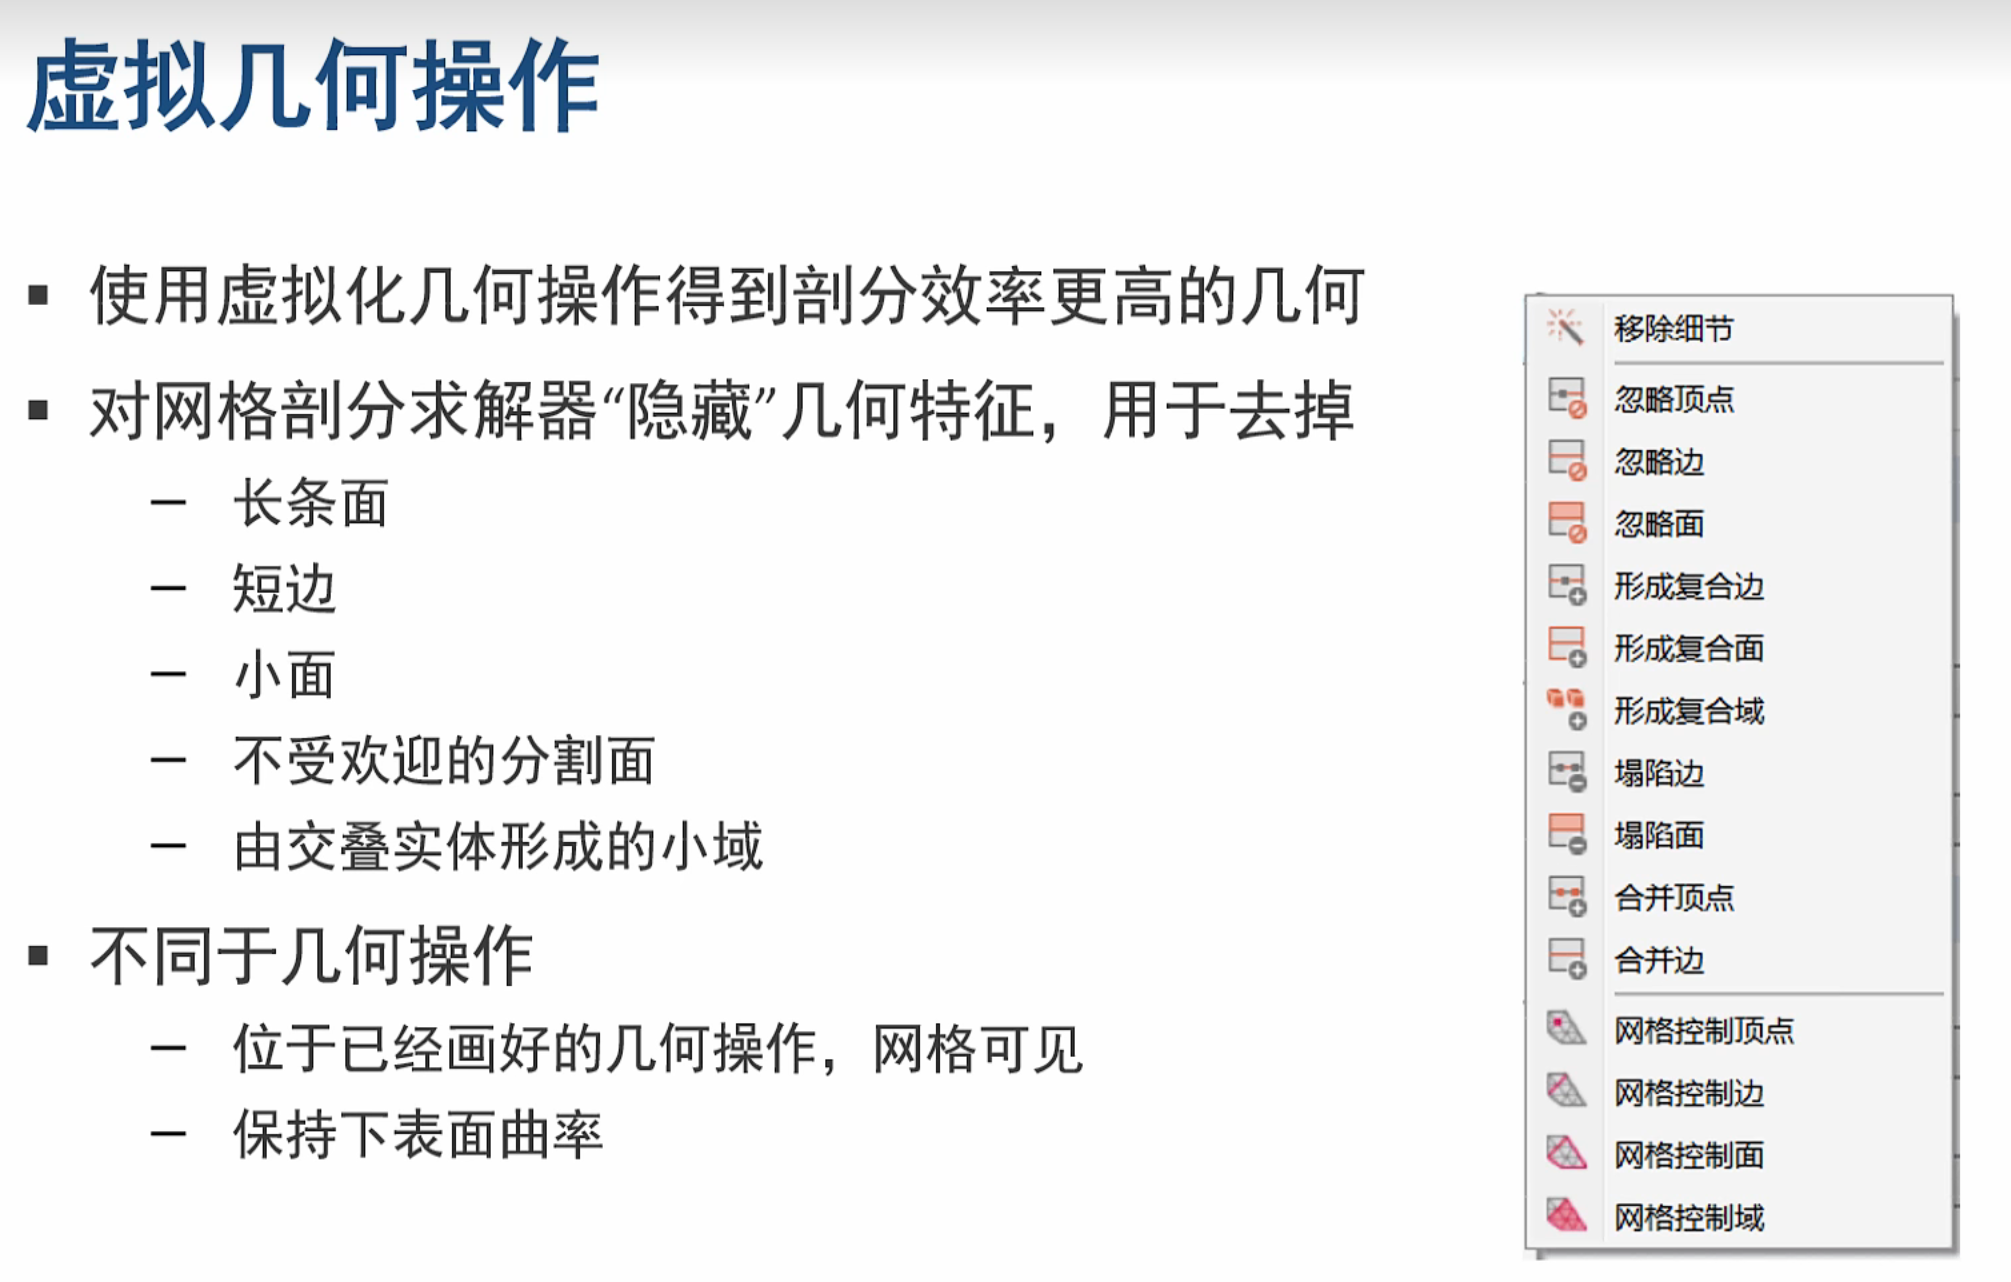 虚拟几何操作
▪ 使用虚拟化几何操作得到剖分效率更高的几何
▪ 对网格剖分求解器“隐藏”几何特征，用于去掉
– 长条面
– 短边
– 小面
– 不受欢迎的分割面
– 由交叠实体形成的小域
▪ 不同于几何操作
– 位于已经画好的几何操作，网格可见
– 保持下表面曲率
移除细节
忽略顶点
忽略边
忽略面
形成复合边
形成复合面
形成复合域
塌陷边
塌陷面
合并顶点
合并边
网格控制顶点
网格控制边
网格控制面
网格控制域